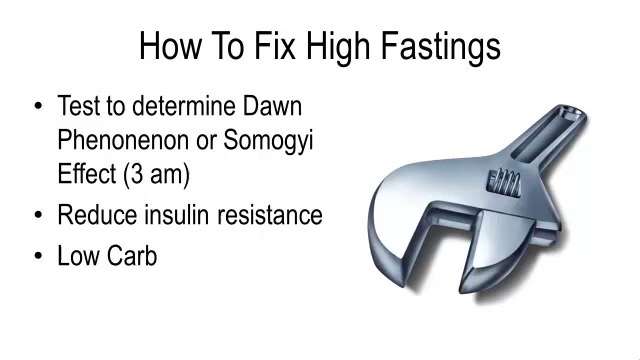 How To Fix High Fastings
• Test to determine Dawn
Phenonenon or Somogyi
Effect (3 am)
• Reduce insulin resistance
• Low Carb